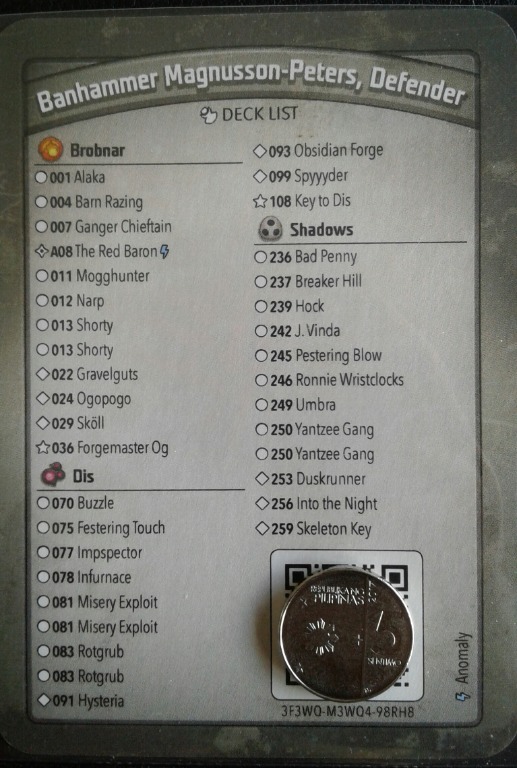 Banhammer Magnusson-Peters, Defender
DECK LIST
Brobnar
001 Alaka
004 Barn Razing
007 Ganger Chieftain
A08 The Red Baron
011 Mogghunter
012 Narp
013 Shorty
013 Shorty
022 Gravelguts
024 Ogopogo
029 Sköll
036 Forgemaster Og
Dis
070 Buzzle
075 Festering Touch
077 Impspector
078 Infurnace
081 Misery Exploit
081 Misery Exploit
083 Rotgrub
083 Rotgrub
091 Hysteria
093 Obsidian Forge
099 Spyyyder
108 Key to Dis
Shadows
236 Bad Penny
237 Breaker Hill
239 Hock
242 J. Vinda
245 Pestering Blow
246 Ronnie Wristclocks
249 Umbra
250 Yantzee Gang
250 Yantzee Gang
253 Duskrunner
256 Into the Night
259 Skeleton Key
REPUBLIKA NG
PILIPINAS
SENTIMO
3F3WQ-M3WQ4-98RH8
Anomaly